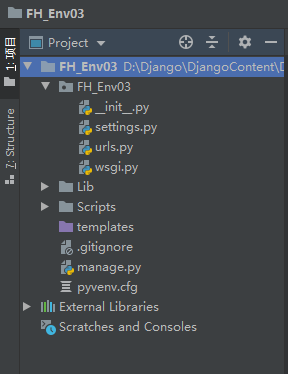 FH_Env03
1: 项目
Project
FH_Env03 D:\Django\DjangoContent\D
FH_Env03
__init__.py
settings.py
urls.py
wsgi.py
7: Structure
Lib
Scripts
templates
.gitignore
manage.py
pyvenv.cfg
External Libraries
Scratches and Consoles